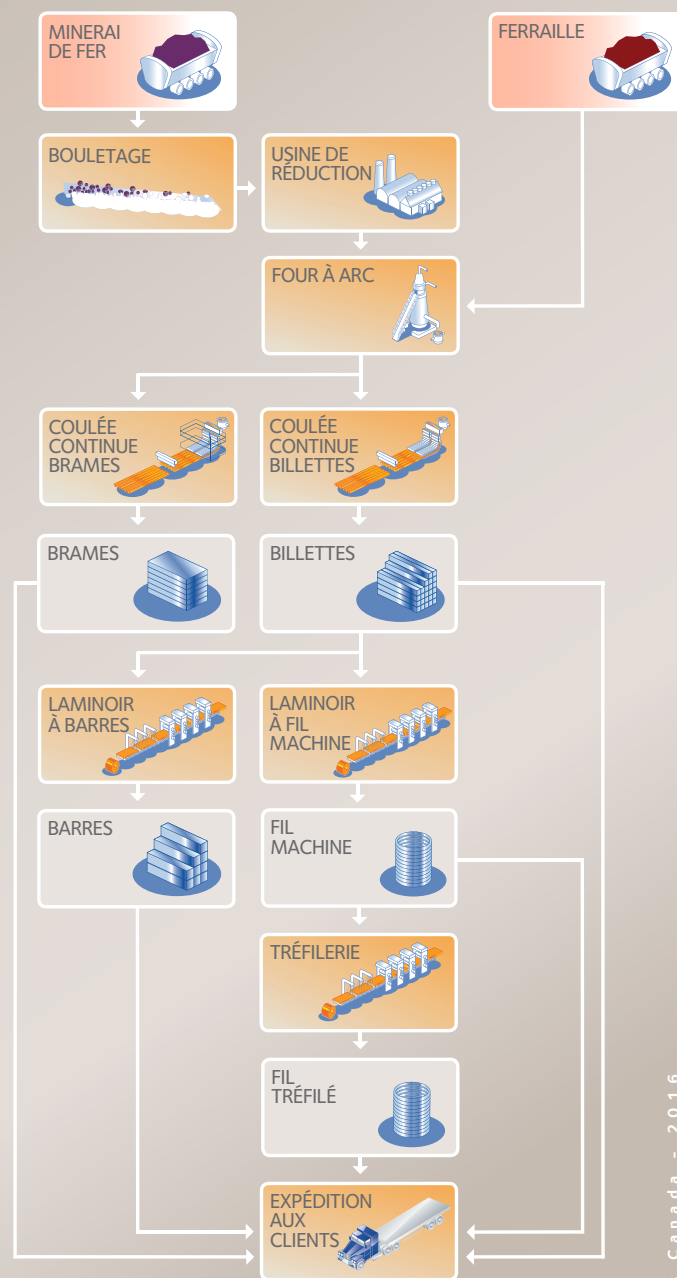 MINERAI
DE FER
FERRAILLE
BOULETAGE
USINE DE
RÉDUCTION
FOUR À ARC
COULÉE
CONTINUE
BRAMES
COULÉE
CONTINUE
BILLETTES
BRAMES
BILLETTES
LAMINOIR
À BARRES
LAMINOIR
À FIL
MACHINE
BARRES
FIL
MACHINE
TRÉFILERIE
FIL
TRÉFILÉ
EXPÉDITION
AUX
CLIENTS
Canada – 2016